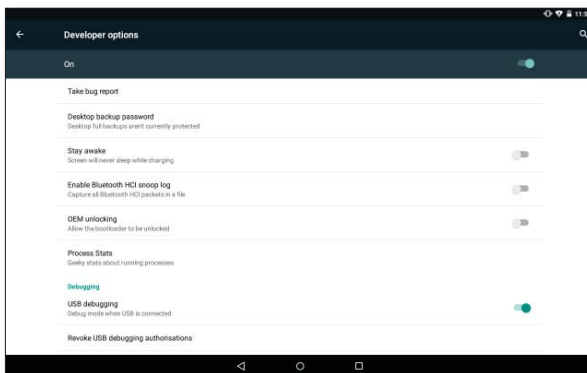 Developer options
On
Take bug report
Desktop backup password
Desktop full backups aren't currently protected
Stay awake
Screen will never sleep while charging
Enable Bluetooth HCI snoop log
Capture all Bluetooth HCI packets in a file
OEM unlocking
Allow the bootloader to be unlocked
Process Stats
Geeky stats about running processes
Debugging
USB debugging
Debug mode when USB is connected
Revoke USB debugging authorisations